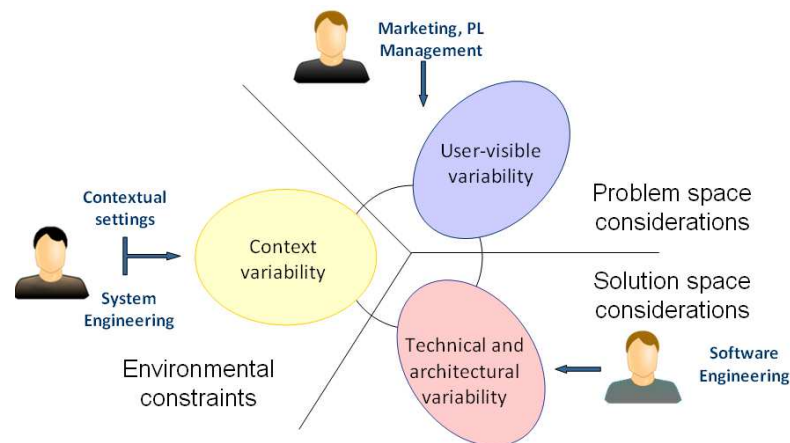 Marketing, PL
Management
User-visible
variability
Problem space
considerations
Contextual
settings
Context
variability
System
Engineering
Solution space
considerations
Technical and
architectural
variability
Software
Engineering
Environmental
constraints